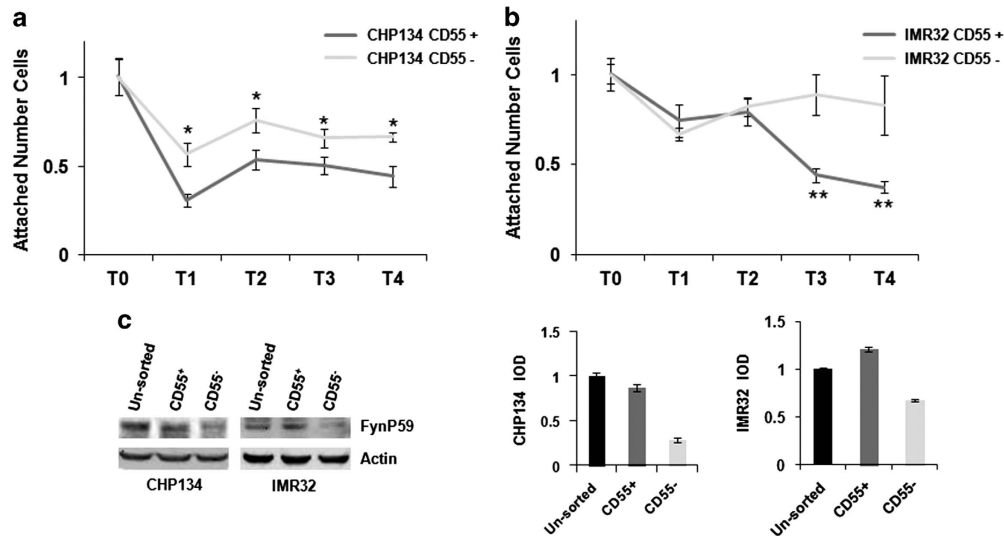 a
CHP134 CD55 +
CHP134 CD55 -
Attached Number Cells
1
0.5
0
*
*
*
*
T0 T1 T2 T3 T4
b
IMR32 CD55 +
IMR32 CD55 -
Attached Number Cells
1
0.5
0
**
**
T0 T1 T2 T3 T4
c
Un-sorted CD55+ CD55-
Un-sorted CD55+ CD55-
FynP59
Actin
CHP134
IMR32
CHP134 IOD
1.5
1
0.5
0
Un-sorted CD55+ CD55-
IMR32 IOD
1.5
1
0.5
0
Un-sorted CD55+ CD55-